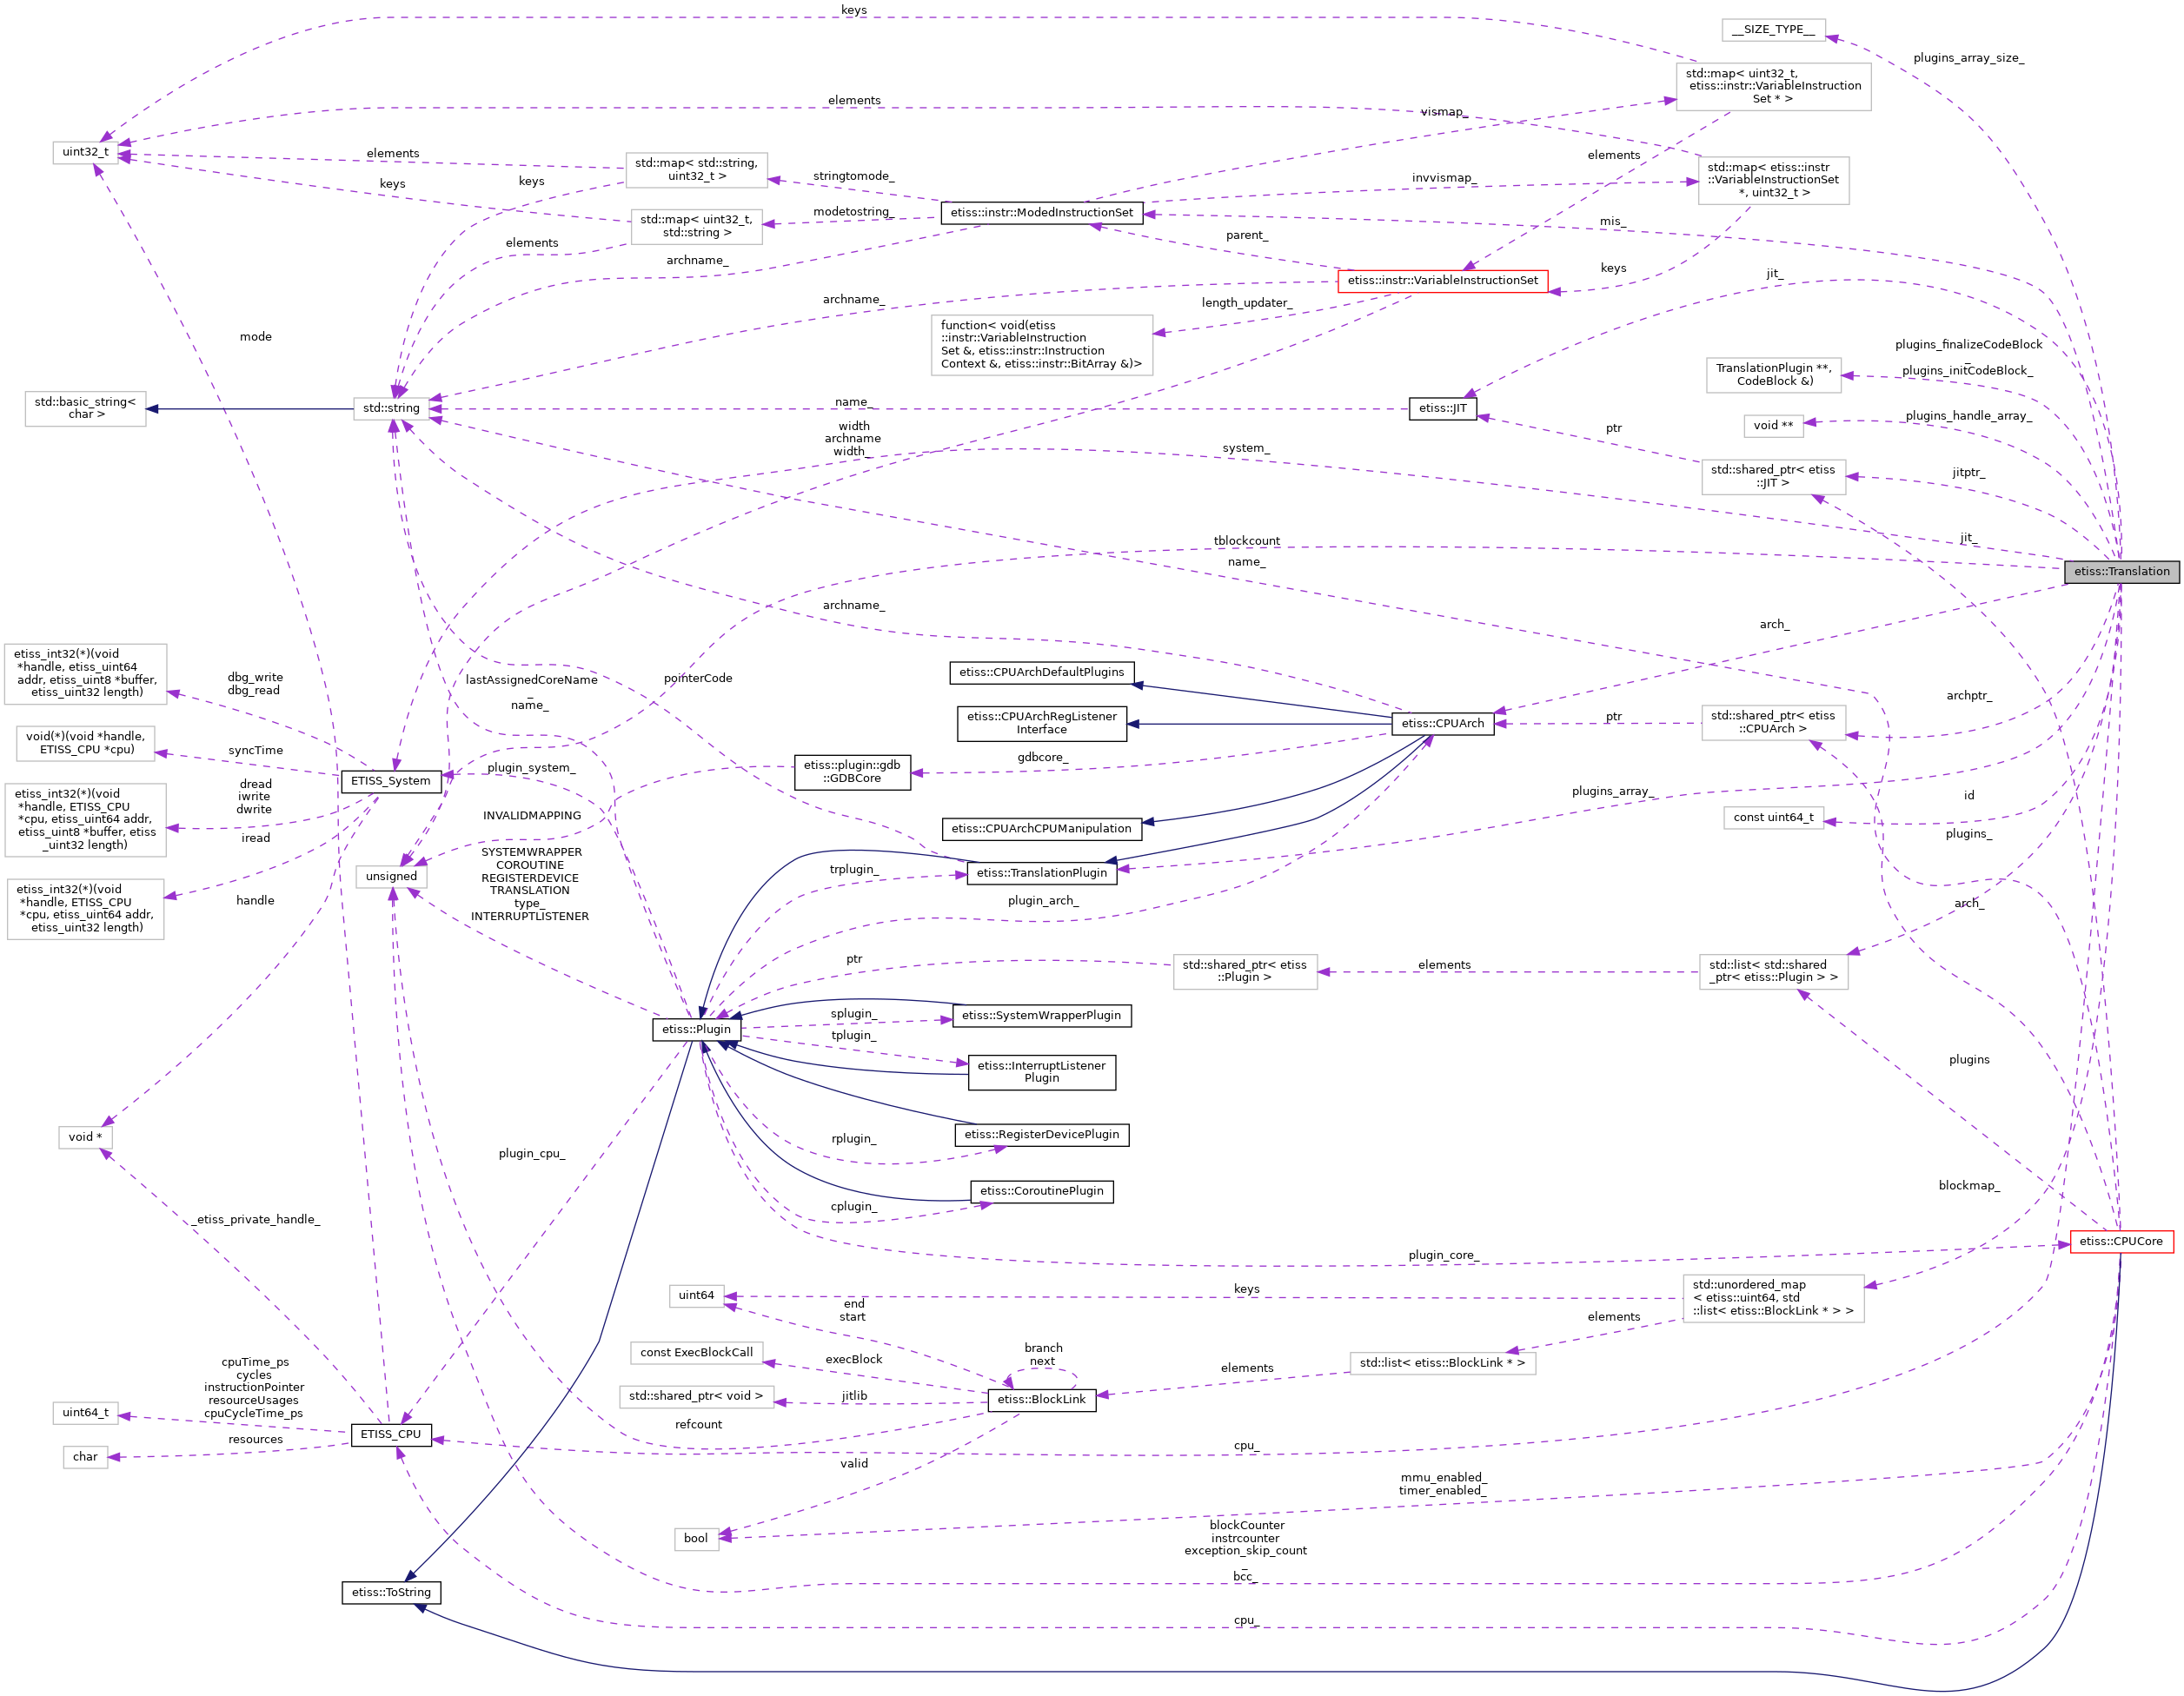 keys
__SIZE_TYPE__
plugins_array_size_
std::map< uint32_t,
etiss::instr::VariableInstruction
Set * >
elements
vismap_
uint32_t
elements
std::map< std::string,
uint32_t >
keys
keys
stringtomode_
elements
invvismap_
std::map< etiss::instr
::VariableInstructionSet
*, uint32_t >
std::map< uint32_t,
std::string >
modetostring_
etiss::instr::ModedInstructionSet
elements
archname_
parent_
mis_
keys
jit_
etiss::instr::VariableInstructionSet
archname_
length_updater_
function< void(etiss
::instr::VariableInstruction
Set &, etiss::instr::Instruction
Context &, etiss::instr::BitArray &)>
mode
plugins_finalizeCodeBlock
_
plugins_initCodeBlock_
TranslationPlugin **,
CodeBlock &)
std::basic_string<
char >
std::string
name_
etiss::JIT
plugins_handle_array_
void **
width
archname
width_
ptr
system_
std::shared_ptr< etiss
::JIT >
jitptr_
tblockcount
name_
jit_
etiss::Translation
archname_
arch_
etiss_int32(*)(void
*handle, etiss_uint64
addr, etiss_uint8 *buffer,
etiss_uint32 length)
dbg_write
dbg_read
lastAssignedCoreName
_
name_
pointerCode
etiss::CPUArchDefaultPlugins
archptr_
etiss::CPUArchRegListener
Interface
etiss::CPUArch
ptr
std::shared_ptr< etiss
::CPUArch >
void(*)(void *handle,
ETISS_CPU *cpu)
syncTime
gdbcore_
plugin_system_
etiss::plugin::gdb
::GDBCore
ETISS_System
plugins_array_
id
etiss_int32(*)(void
*handle, ETISS_CPU
*cpu, etiss_uint64 addr,
etiss_uint8 *buffer, etiss
_uint32 length)
dread
iwrite
dwrite
INVALIDMAPPING
const uint64_t
etiss::CPUArchCPUManipulation
plugins_
iread
SYSTEMWRAPPER
COROUTINE
REGISTERDEVICE
TRANSLATION
type_
INTERRUPTLISTENER
unsigned
trplugin_
etiss::TranslationPlugin
etiss_int32(*)(void
*handle, ETISS_CPU
*cpu, etiss_uint64 addr,
etiss_uint32 length)
handle
plugin_arch_
arch_
ptr
std::shared_ptr< etiss
::Plugin >
elements
std::list< std::shared
_ptr< etiss::Plugin > >
etiss::Plugin
splugin_
etiss::SystemWrapperPlugin
tplugin_
etiss::InterruptListener
Plugin
plugins
void *
plugin_cpu_
rplugin_
etiss::RegisterDevicePlugin
etiss::CoroutinePlugin
cplugin_
blockmap_
_etiss_private_handle_
plugin_core_
etiss::CPUCore
uint64
keys
std::unordered_map
< etiss::uint64, std
::list< etiss::BlockLink * > >
end
start
elements
const ExecBlockCall
execBlock
branch
next
std::list< etiss::BlockLink * >
elements
cpuTime_ps
cycles
instructionPointer
resourceUsages
cpuCycleTime_ps
std::shared_ptr< void >
jitlib
etiss::BlockLink
uint64_t
refcount
ETISS_CPU
resources
char
cpu_
valid
mmu_enabled_
timer_enabled_
bool
blockCounter
instrcounter
exception_skip_count
_
bcc_
etiss::ToString
cpu_